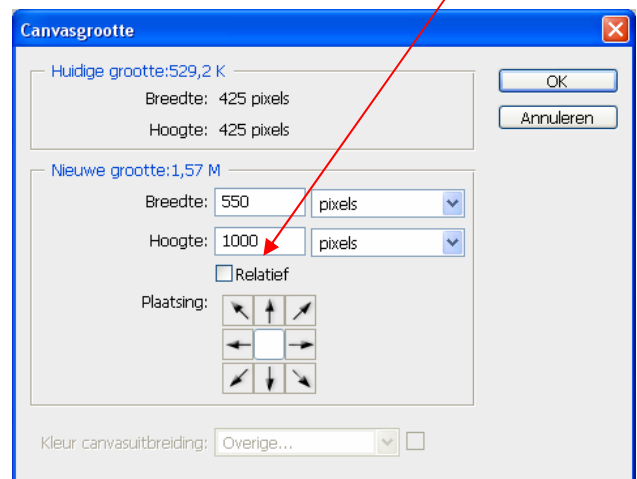 Canvasgrootte
Huidige grootte:529,2 K
OK
Breedte: 425 pixels
Annuleren
Hoogte: 425 pixels
Nieuwe grootte:1,57 M
Breedte: 550 pixels
Hoogte: 1000 pixels
Relatief
Plaatsing:
Kleur canvasuitbreiding: Overige...